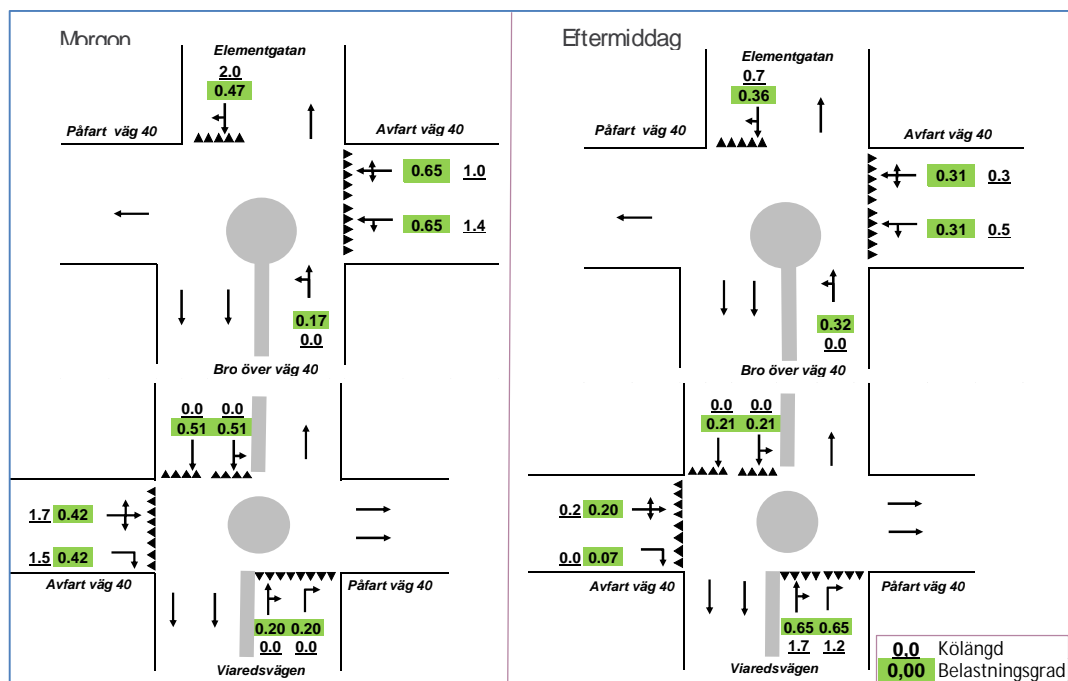 Morgon
Elementgatan
2.0
0.47
Påfart väg 40
Avfart väg 40
0.65 1.0
0.65 1.4
0.17
0.0
Bro över väg 40
0.0 0.0
0.51 0.51
1.7 0.42
1.5 0.42
Avfart väg 40
Påfart väg 40
0.20 0.20
0.0 0.0
Viaredsvägen
Eftermiddag
Elementgatan
0.7
0.36
Påfart väg 40
Avfart väg 40
0.31 0.3
0.31 0.5
0.32
0.0
Bro över väg 40
0.0 0.0
0.21 0.21
0.2 0.20
0.0 0.07
Avfart väg 40
Påfart väg 40
0.65 0.65
1.7 1.2
Viaredsvägen
0,0 Kölängd
0,00 Belastningsgrad